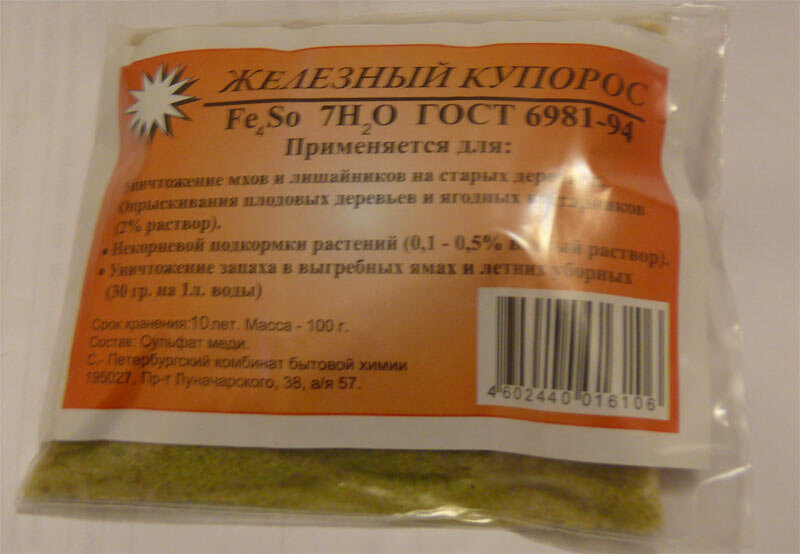 ЖЕЛЕЗНЫЙ КУПОРОС
Fe4So 7H2O ГОСТ 6981-94
Применяется для:
Уничтожение мхов и лишайников на старых
Опрыскивания плодовых деревьев и ягодных кустарников
(2% раствор).
• Некорневой подкормки растений (0,1 - 0,5% раствор).
• Уничтожение запаха в выгребных ямах и летних уборных
(30 гр. на 1л. воды)
Срок хранения:10 лет. Масса - 100 г.
Состав: Сульфат меди.
С.- Петербургский комбинат бытовой химии
195027, Пр-т Луначарского, 38, а/я 57.
4 602440 016106